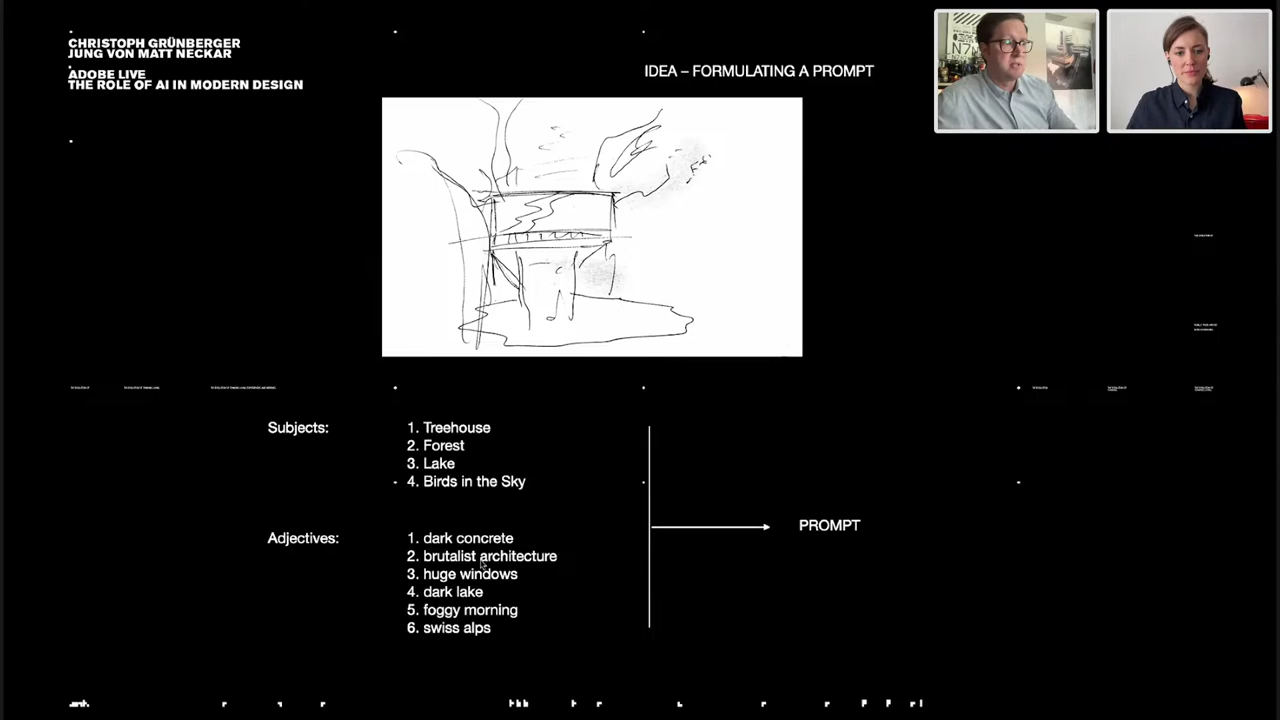 CHRISTOPH GRÜNBERGER
JUNG VON MATT NECKAR
ADOBE LIVE
THE ROLE OF AI IN MODERN DESIGN
IDEA – FORMULATING A PROMPT
Subjects:
1. Treehouse
2. Forest
3. Lake
4. Birds in the Sky
Adjectives:
1. dark concrete
2. brutalist architecture
3. huge windows
4. dark lake
5. foggy morning
6. swiss alps
PROMPT